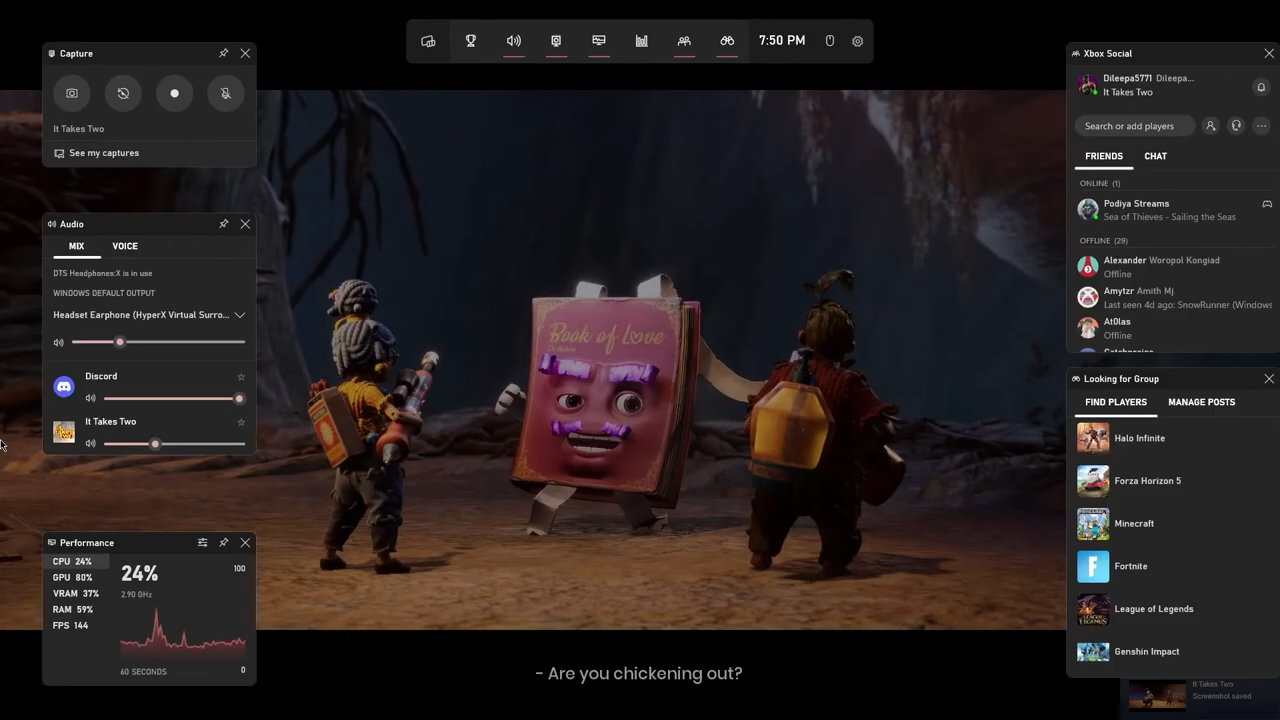 7:50 PM
Capture
It Takes Two
See my captures
Audio
MIX
VOICE
DTS Headphones:X is in use
WINDOWS DEFAULT OUTPUT
Headset Earphone (HyperX Virtual Surro...
Discord
It Takes Two
Performance
CPU 24%
GPU 80%
VRAM 37%
RAM 59%
FPS 144
24%
100
2.90 GHz
60 SECONDS
0
Book of Love
- Are you chickening out?
Xbox Social
Dileepa5771 Dileepa...
It Takes Two
Search or add players
FRIENDS
CHAT
ONLINE (1)
Podiya Streams
Sea of Thieves - Sailing the Seas
OFFLINE (29)
Alexander Woropol Kongiad
Offline
Amytzr Amith Mj
Last seen 4d ago: SnowRunner (Windows
At0las
Offline
Looking for Group
FIND PLAYERS
MANAGE POSTS
Halo Infinite
Forza Horizon 5
Minecraft
Fortnite
League of Legends
Genshin Impact
It Takes Two
Screenshot saved